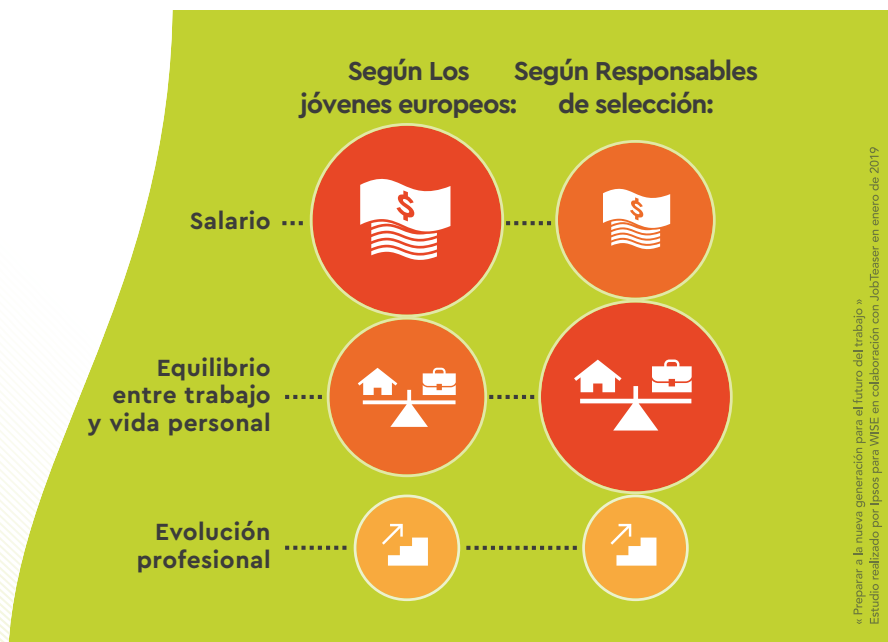 Según Los
jóvenes europeos:
Según Responsables
de selección:
Salario
$
$
Equilibrio
entre trabajo
y vida personal
Evolución
profesional
« Preparar a la nueva generación para el futuro del trabajo »
Estudio realizado por Ipsos para WISE en colaboración con JobTeaser en enero de 2019